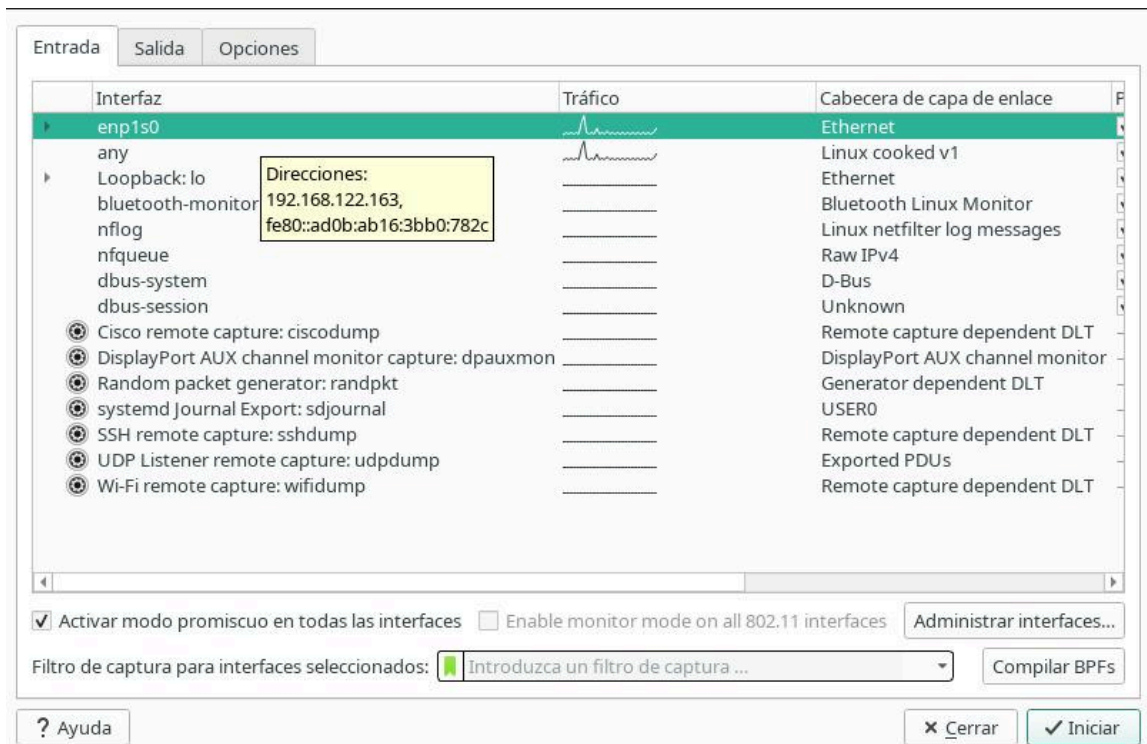 Entrada Salida Opciones
Interfaz Tráfico Cabecera de capa de enlace P
enp1s0 Ethernet
any Linux cooked v1
Loopback: lo Ethernet
Direcciones:
192.168.122.163,
fe80::ad0b:ab16:3bb0:782c
bluetooth-monitor Bluetooth Linux Monitor
nflog Linux netfilter log messages
nfqueue Raw IPv4
dbus-system D-Bus
dbus-session Unknown
Cisco remote capture: ciscodump Remote capture dependent DLT
DisplayPort AUX channel monitor capture: dpauxmon DisplayPort AUX channel monitor
Random packet generator: randpkt Generator dependent DLT
systemd Journal Export: sdjournal USER0
SSH remote capture: sshdump Remote capture dependent DLT
UDP Listener remote capture: udpdump Exported PDUs
Wi-Fi remote capture: wifidump Remote capture dependent DLT
Activar modo promiscuo en todas las interfaces Enable monitor mode on all 802.11 interfaces Administrar interfaces...
Filtro de captura para interfaces seleccionados: Introduzca un filtro de captura ... Compilar BPFs
? Ayuda Cerrar Iniciar